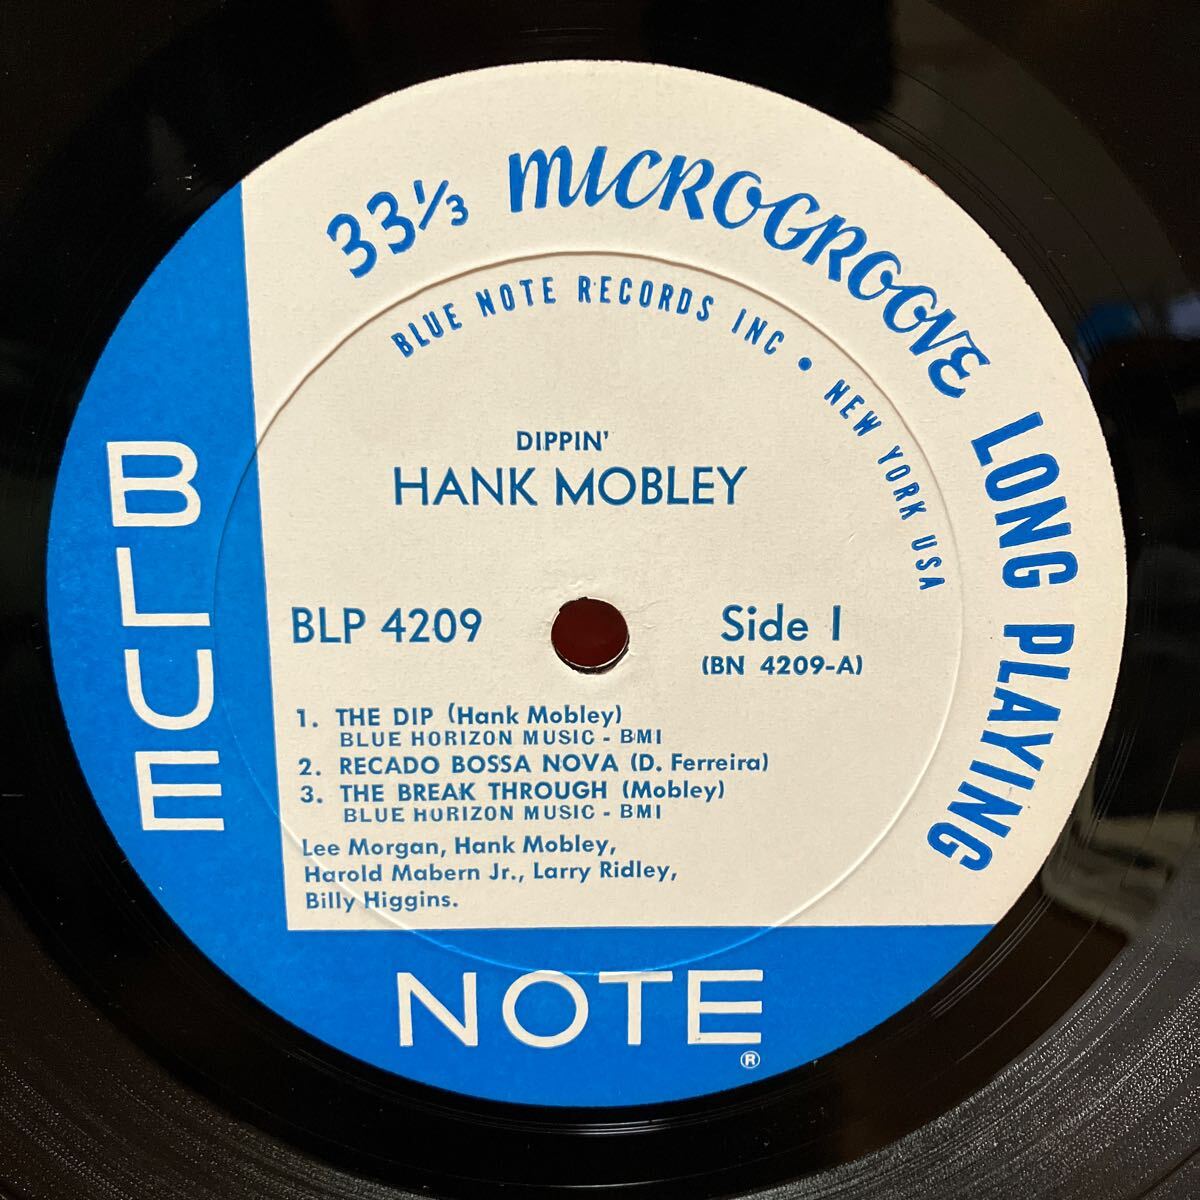 33⅓ MICROGROOVE LONG PLAYING
BLUE NOTE RECORDS INC • NEW YORK USA
DIPPIN'
HANK MOBLEY
BLP 4209
Side 1
(BN 4209-A)
1. THE DIP (Hank Mobley)
BLUE HORIZON MUSIC - BMI
2. RECADO BOSSA NOVA (D. Ferreira)
3. THE BREAK THROUGH (Mobley)
BLUE HORIZON MUSIC - BMI
Lee Morgan, Hank Mobley,
Harold Mabern Jr., Larry Ridley,
Billy Higgins.
BLUE
NOTE
®